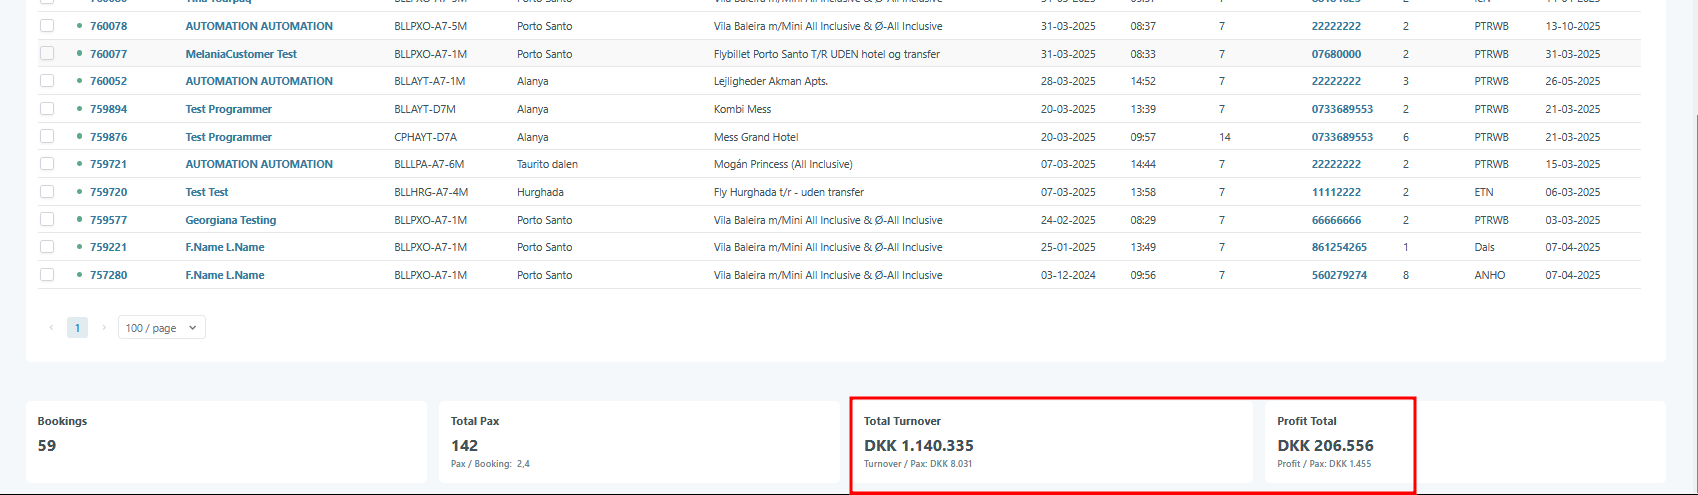 760078 AUTOMATION AUTOMATION BLLPXO-A7-5M Porto Santo Vila Baleira m/Mini All Inclusive & Ø-All Inclusive 31-03-2025 08:37 7 22222222 2 PTRWB 13-10-2025
760077 MelaniaCustomer Test BLLPXO-A7-1M Porto Santo Flybillet Porto Santo T/R UDEN hotel og transfer 31-03-2025 08:33 7 07680000 2 PTRWB 31-03-2025
760052 AUTOMATION AUTOMATION BLLAYT-A7-1M Alanya Lejligheder Akman Apts. 28-03-2025 14:52 7 22222222 3 PTRWB 26-05-2025
759894 Test Programmer BLLAYT-D7M Alanya Kombi Mess 20-03-2025 13:39 7 0733689553 2 PTRWB 21-03-2025
759876 Test Programmer CPHAYT-D7A Alanya Mess Grand Hotel 20-03-2025 09:57 14 0733689553 6 PTRWB 21-03-2025
759721 AUTOMATION AUTOMATION BLLLPA-A7-6M Taurito dalen Mogán Princess (All Inclusive) 07-03-2025 14:44 7 22222222 2 PTRWB 15-03-2025
759720 Test Test BLLHRG-A7-4M Hurghada Fly Hurghada t/r - uden transfer 07-03-2025 13:58 7 11112222 2 ETN 06-03-2025
759577 Georgiana Testing BLLPXO-A7-1M Porto Santo Vila Baleira m/Mini All Inclusive & Ø-All Inclusive 24-02-2025 08:29 7 66666666 2 PTRWB 03-03-2025
759221 F.Name L.Name BLLPXO-A7-1M Porto Santo Vila Baleira m/Mini All Inclusive & Ø-All Inclusive 25-01-2025 13:49 7 861254265 1 Dals 07-04-2025
757280 F.Name L.Name BLLPXO-A7-1M Porto Santo Vila Baleira m/Mini All Inclusive & Ø-All Inclusive 03-12-2024 09:56 7 560279274 8 ANHO 07-04-2025
1 100 / page
Bookings
59
Total Pax
142
Pax / Booking: 2,4
Total Turnover
DKK 1.140.335
Turnover / Pax: DKK 8.031
Profit Total
DKK 206.556
Profit / Pax: DKK 1.455